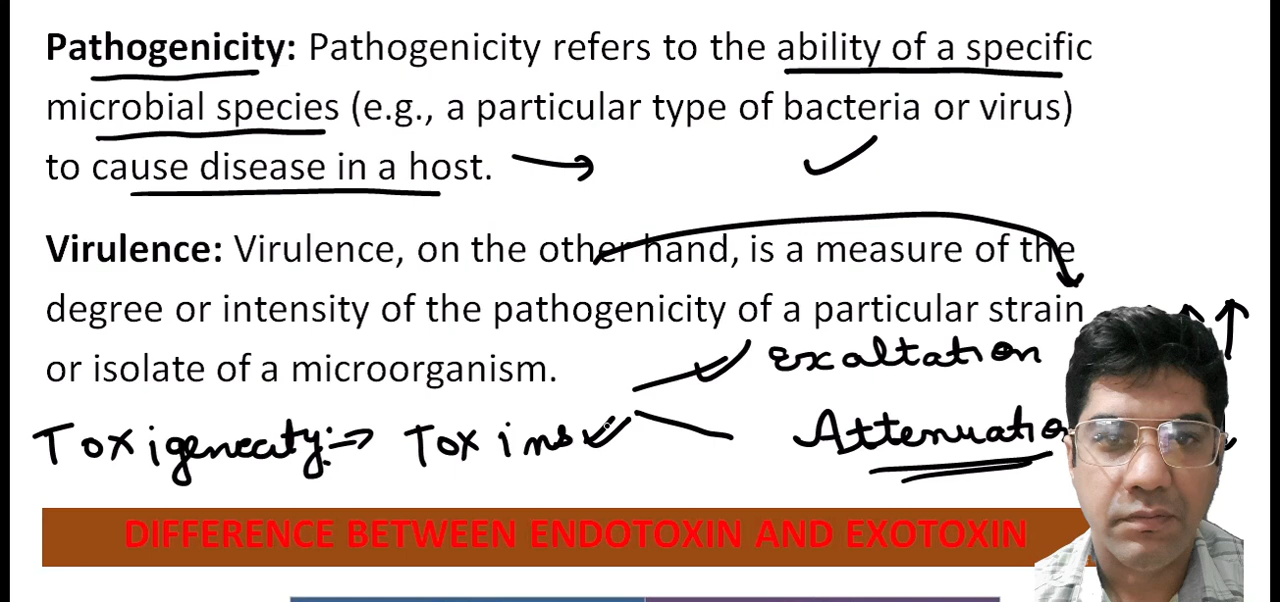 Pathogenicity: Pathogenicity refers to the ability of a specific
microbial species (e.g., a particular type of bacteria or virus)
to cause disease in a host.
Virulence: Virulence, on the other hand, is a measure of the
degree or intensity of the pathogenicity of a particular strain
or isolate of a microorganism.
Exaltation
Toxigenecaty:-> Toxins
Attenuatio
DIFFERENCE BETWEEN ENDOTOXIN AND EXOTOXIN